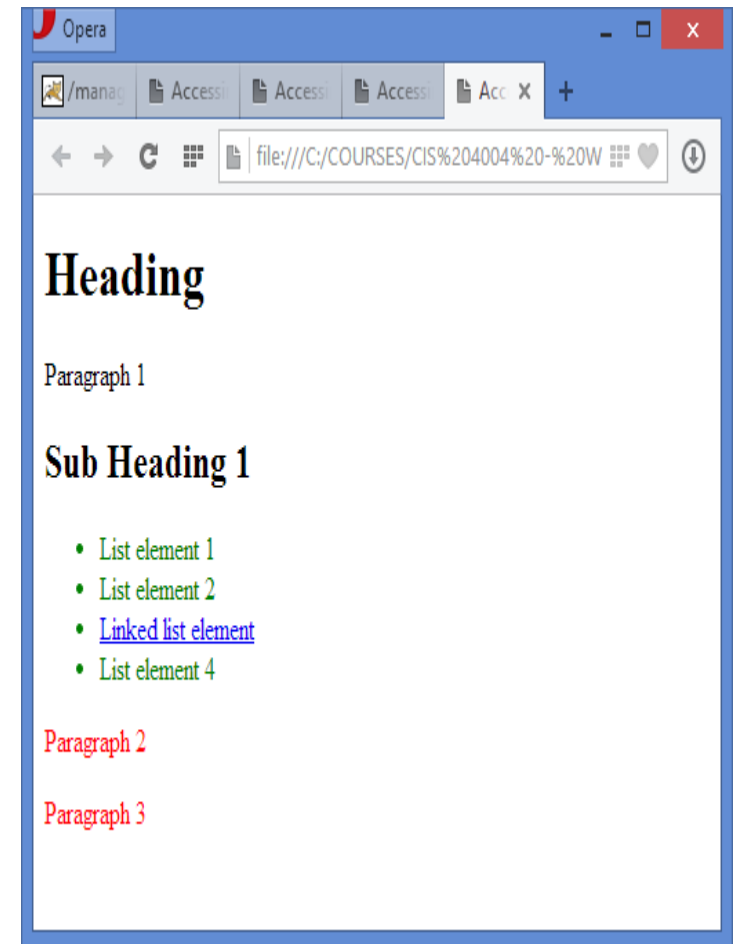 Opera
/manag Accessi Accessi Accessi Acc
file:///C:/COURSES/CIS%204004%20-%20W
Heading
Paragraph 1
Sub Heading 1
• List element 1
• List element 2
• Linked list element
• List element 4
Paragraph 2
Paragraph 3